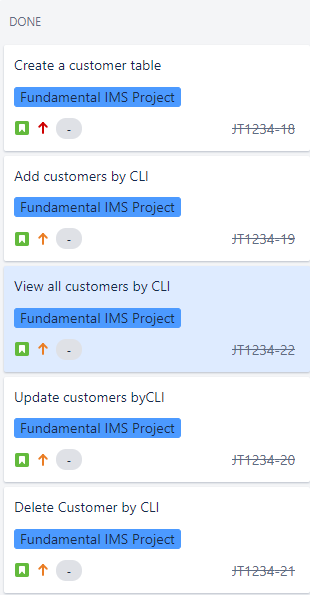 DONE
Create a customer table
Fundamental IMS Project
- JT1234-18
Add customers by CLI
Fundamental IMS Project
- JT1234-19
View all customers by CLI
Fundamental IMS Project
- JT1234-22
Update customers byCLI
Fundamental IMS Project
- JT1234-20
Delete Customer by CLI
Fundamental IMS Project
- JT1234-21